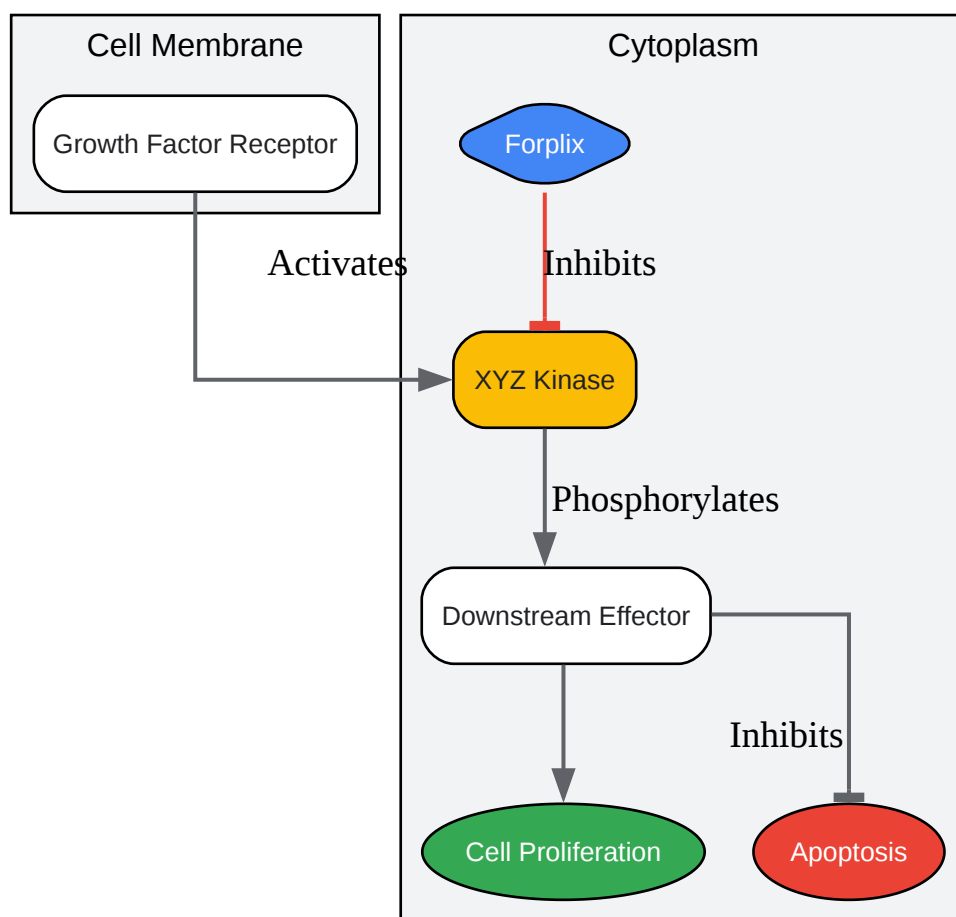 Cell Membrane
Cytoplasm
Growth Factor Receptor
Forplix
Activates
Inhibits
XYZ Kinase
Phosphorylates
Downstream Effector
Inhibits
Cell Proliferation
Apoptosis